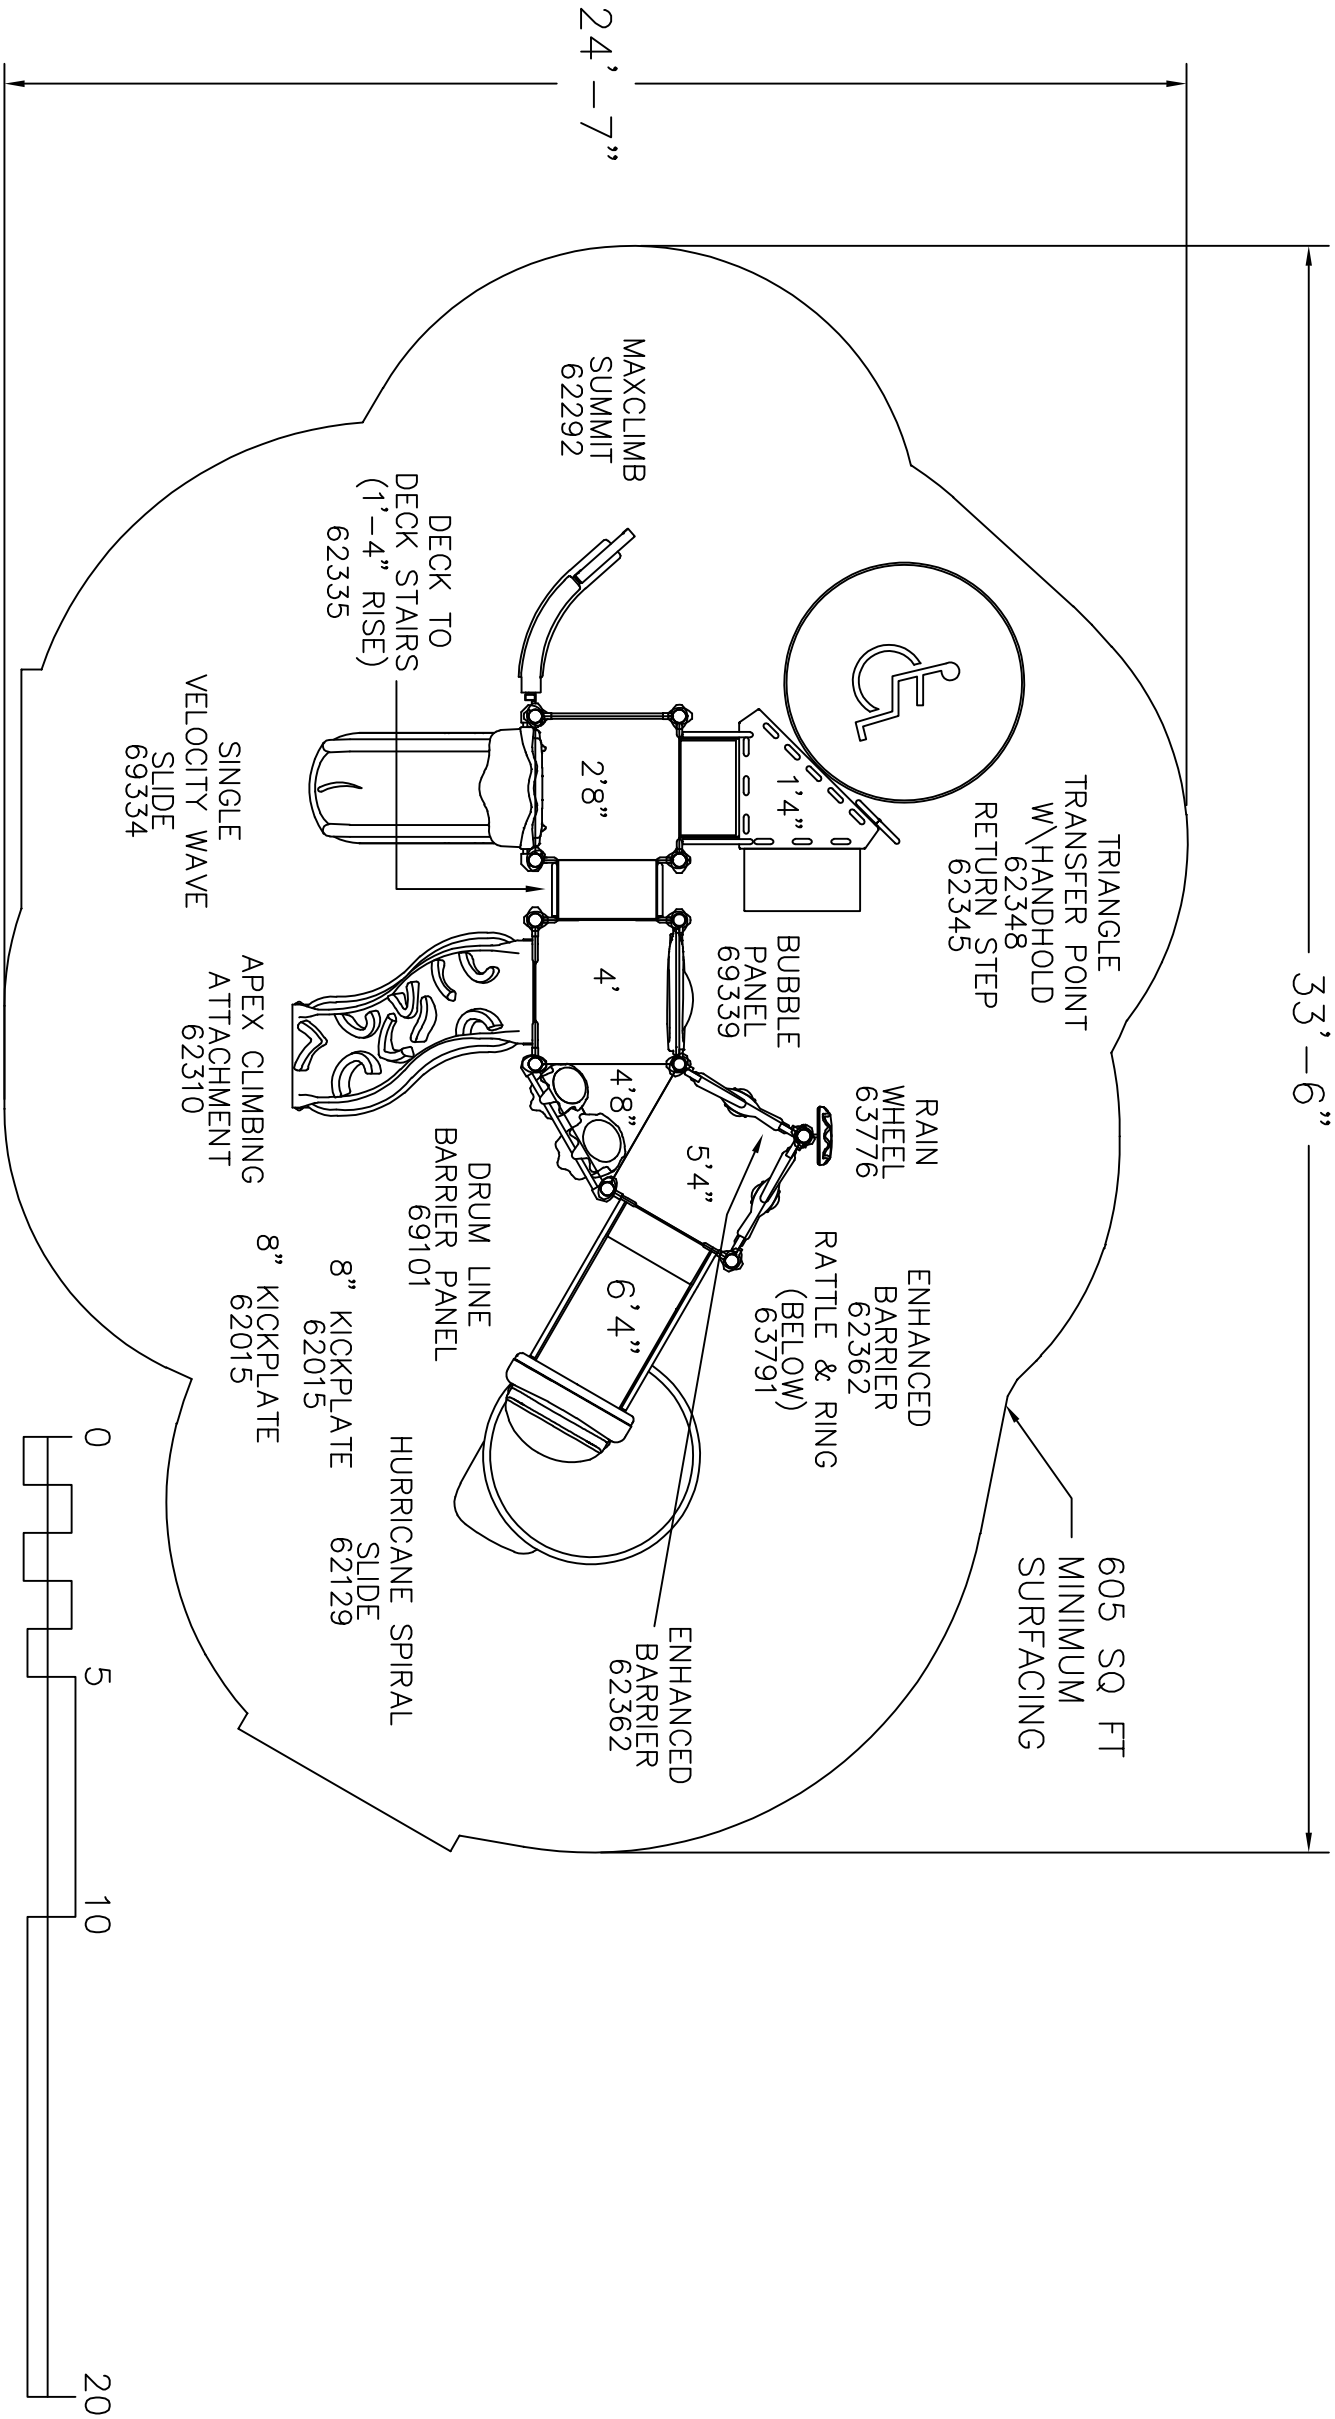 33'-6"
24'-7"
605 SQ FT
MINIMUM
SURFACING
TRIANGLE
TRANSFER POINT
W\HANDHOLD
62348
RETURN STEP
62345
RAIN
WHEEL
63776
ENHANCED
BARRIER
62362
RATTLE & RING
(BELOW)
63791
BUBBLE
PANEL
69339
1'4"
5'4"
ENHANCED
BARRIER
62362
MAXCLIMB
SUMMIT
62292
2'8"
4'
4'8"
6'4"
DECK TO
DECK STAIRS
(1'-4" RISE)
62335
DRUM LINE
BARRIER PANEL
69101
HURRICANE SPIRAL
SLIDE
62129
8" KICKPLATE
62015
8" KICKPLATE
62015
APEX CLIMBING
ATTACHMENT
62310
SINGLE
VELOCITY WAVE
SLIDE
69334
0 5 10 20